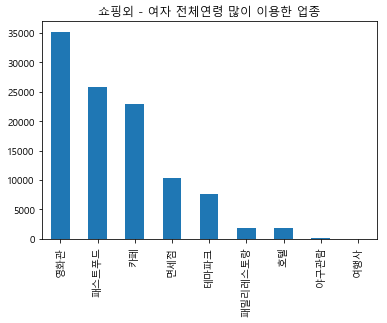 쇼핑외 - 여자 전체연령 많이 이용한 업종
35000
30000
25000
20000
15000
10000
5000
0
영화관
패스트푸드
카페
면세점
테마파크
패밀리레스토랑
호텔
야구관람
여행사